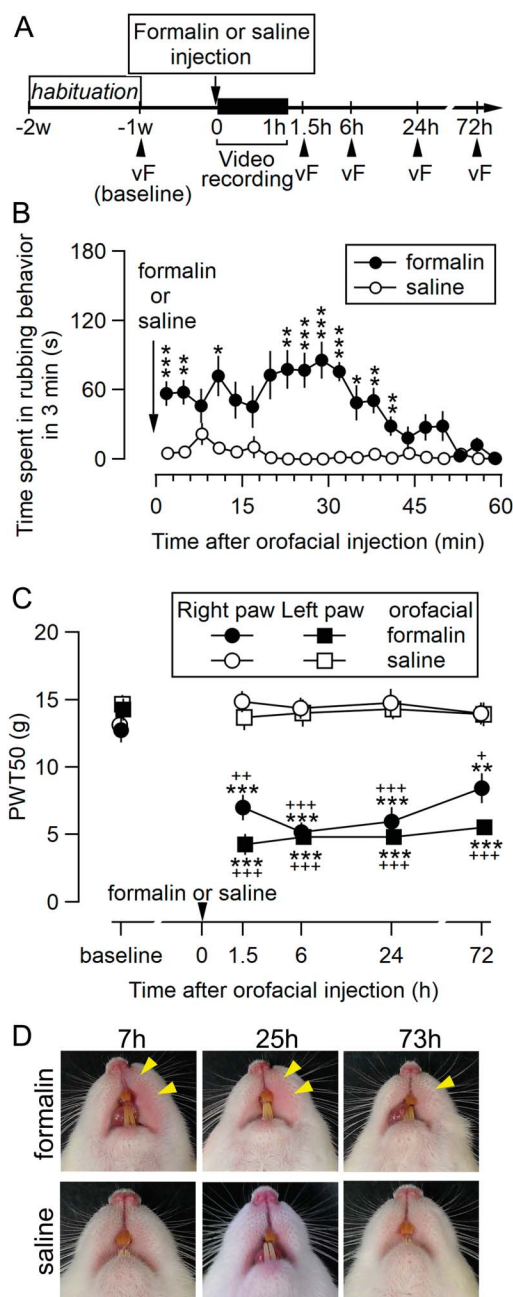 A
Formalin or saline
injection
habituation
-2w -1w 0 1h 1.5h 6h 24h 72h
vF
(baseline)
Video
recording
vF vF vF vF
B
180
120
60
0
Time spent in rubbing behavior
in 3 min (s)
formalin
or
saline
formalin
saline
*** *** * ** *** *** *** * ** **
0 15 30 45 60
Time after orofacial injection (min)
C
Right paw Left paw orofacial
formalin
saline
20
15
10
5
0
PWT50 (g)
++
***
+++
***
+++
***
+
**
***
+++
***
+++
***
+++
***
+++
formalin or saline
baseline 0 1.5 6 24 72
Time after orofacial injection (h)
D
7h 25h 73h
formalin
saline